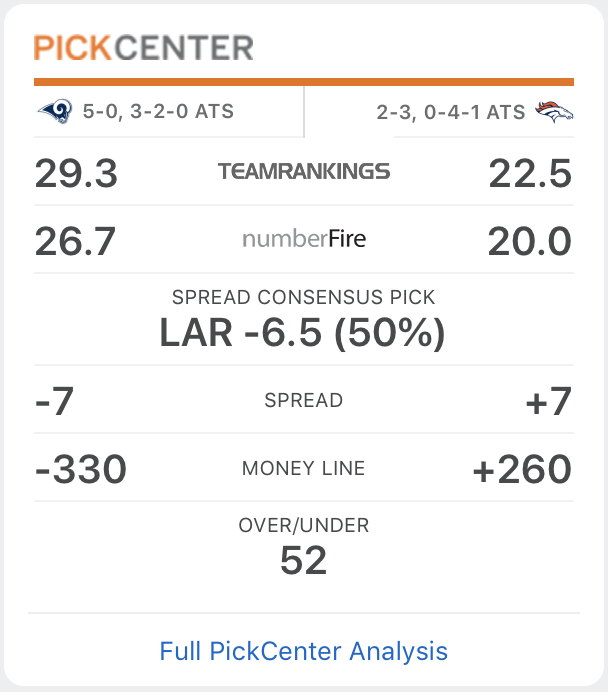 PICKCENTER
5-0, 3-2-0 ATS 2-3, 0-4-1 ATS
29.3 TEAMRANKINGS 22.5
26.7 numberFire 20.0
SPREAD CONSENSUS PICK
LAR -6.5 (50%)
-7 SPREAD +7
-330 MONEY LINE +260
OVER/UNDER
52
Full PickCenter Analysis